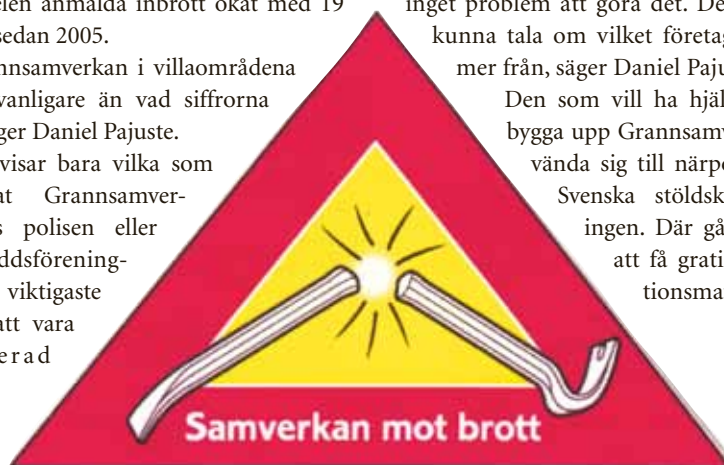 elen anmälda inbrott ökat med 19
sedan 2005.
nnsamverkan i villaområdena
vanligare än vad siffrorna
ger Daniel Pajuste.
visar bara vilka som
at Grannsamver-
s polisen eller
ddsförening-
viktigaste
att vara
erad
inget problem att göra det. De
kunna tala om vilket företag
mer från, säger Daniel Paju
Den som vill ha hjäl
bygga upp Grannsamv
vända sig till närpo
Svenska stöldsk
ingen. Där gå
att få grati
tionsma
Samverkan mot brott